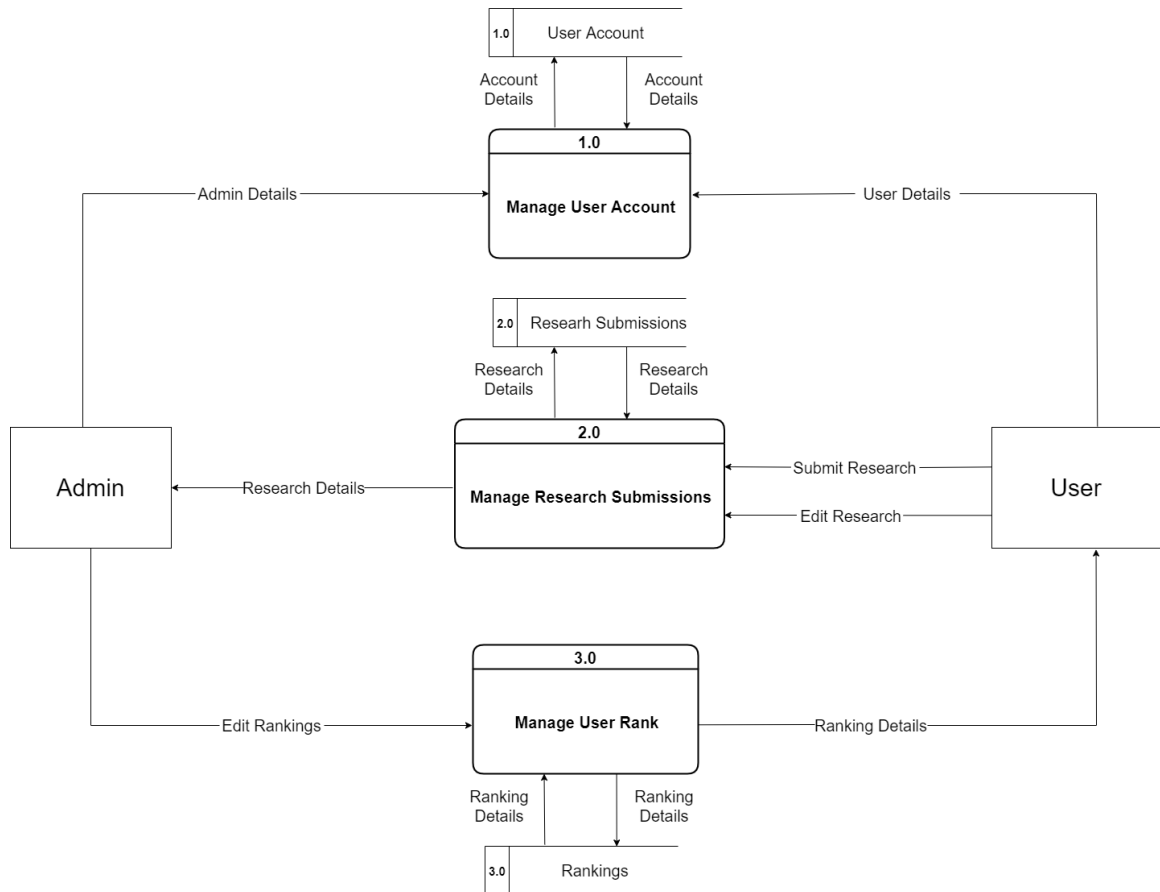 1.0
User Account
Account
Details
Account
Details
1.0
Admin Details
Manage User Account
User Details
2.0
Researh Submissions
Research
Details
Research
Details
2.0
Admin
Research Details
Manage Research Submissions
Submit Research
Edit Research
User
3.0
Edit Rankings
Manage User Rank
Ranking Details
Ranking
Details
Ranking
Details
3.0
Rankings